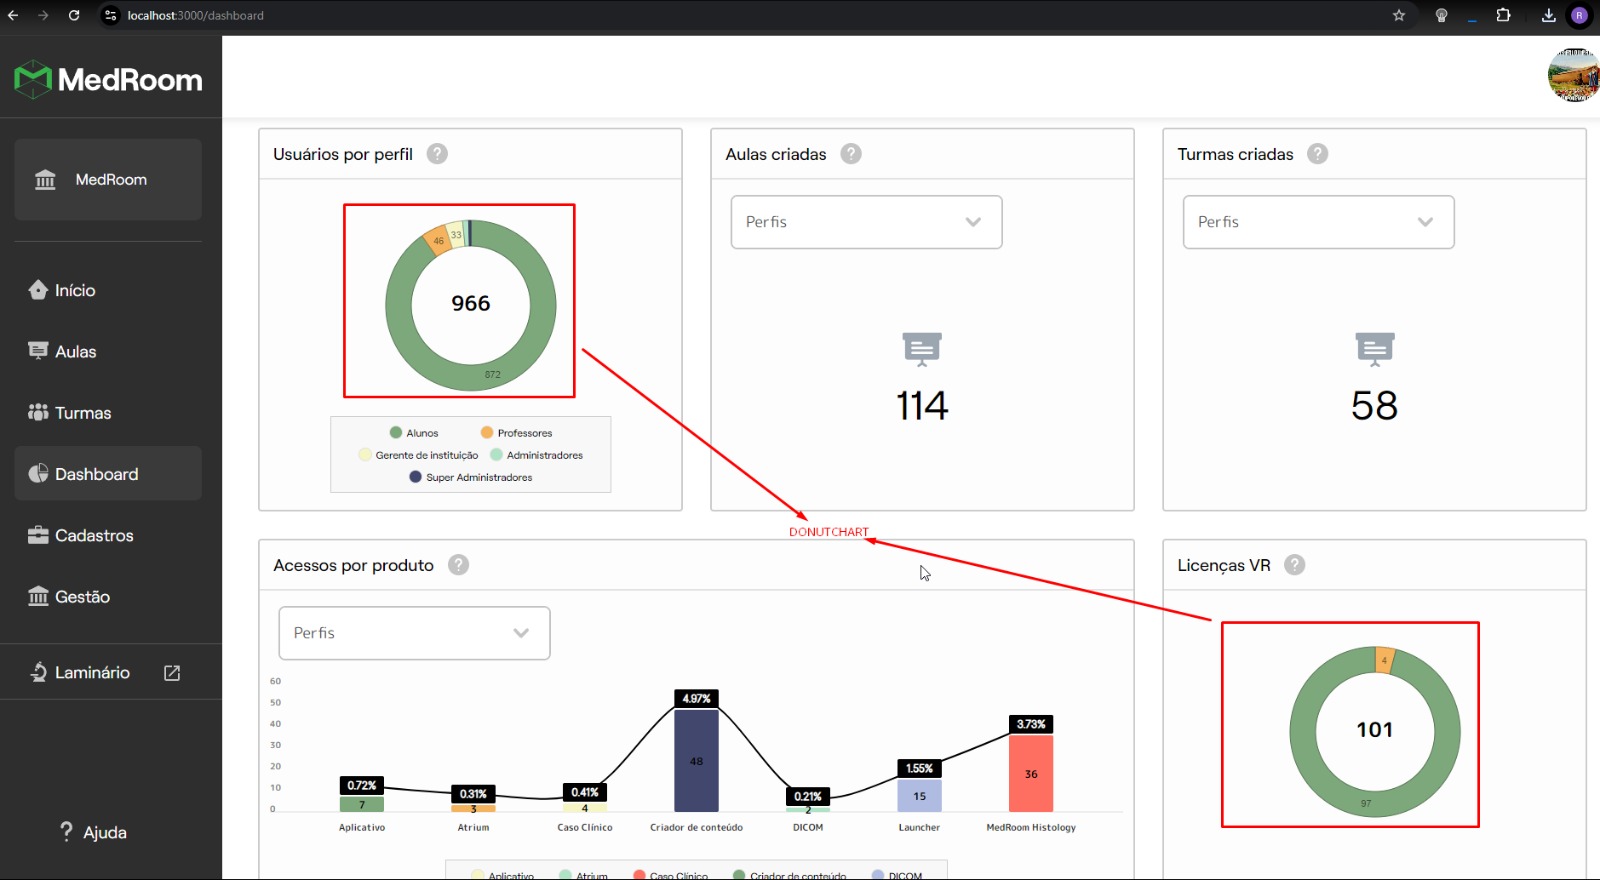 localhost:3000/dashboard
R
MedRoom
MedRoom
Início
Aulas
Turmas
Dashboard
Cadastros
Gestão
Laminário
? Ajuda
Usuários por perfil ?
46
33
966
872
Alunos
Professores
Gerente de instituição
Administradores
Super Administradores
Aulas criadas ?
Perfis
114
Turmas criadas ?
Perfis
58
DONUTCHART
Acessos por produto ?
Perfis
60
50
40
30
20
10
0
0.72%
7
0.31%
3
0.41%
4
4.97%
48
0.21%
2
1.55%
15
3.73%
36
Aplicativo
Atrium
Caso Clínico
Criador de conteúdo
DICOM
Launcher
MedRoom Histology
Aplicativo
Atrium
Caso Clínico
Criador de conteúdo
DICOM
Licenças VR ?
4
101
97